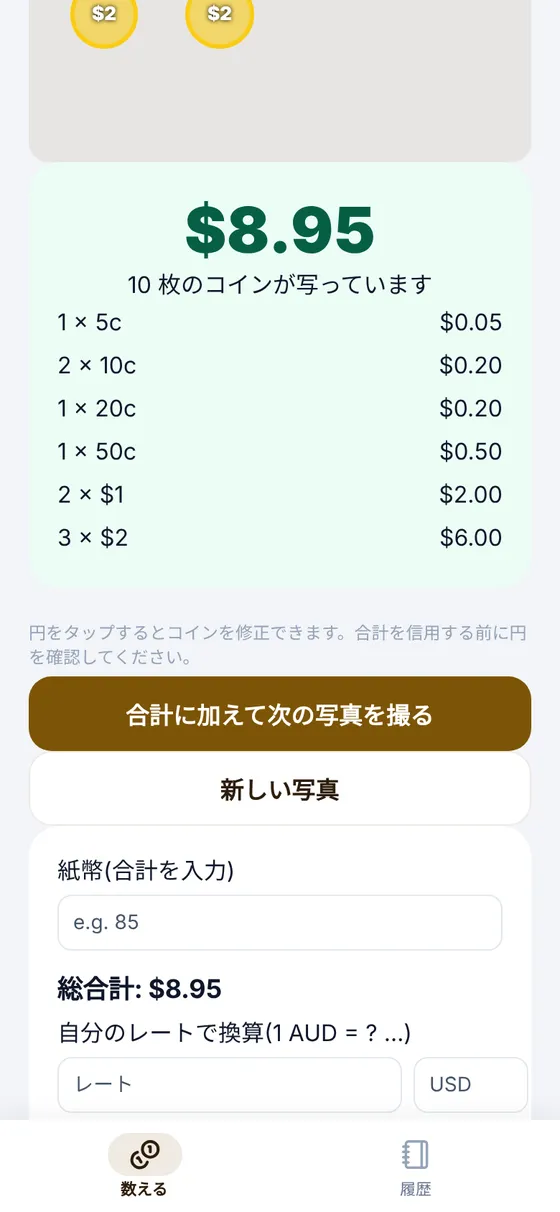 $2 $2
$8.95
10 枚のコインが写っています
1 × 5c $0.05
2 × 10c $0.20
1 × 20c $0.20
1 × 50c $0.50
2 × $1 $2.00
3 × $2 $6.00
円をタップするとコインを修正できます。合計を信用する前に円
を確認してください。
合計に加えて次の写真を撮る
新しい写真
紙幣(合計を入力)
e.g. 85
総合計: $8.95
自分のレートで換算(1 AUD = ? ...)
レート USD
数える 履歴